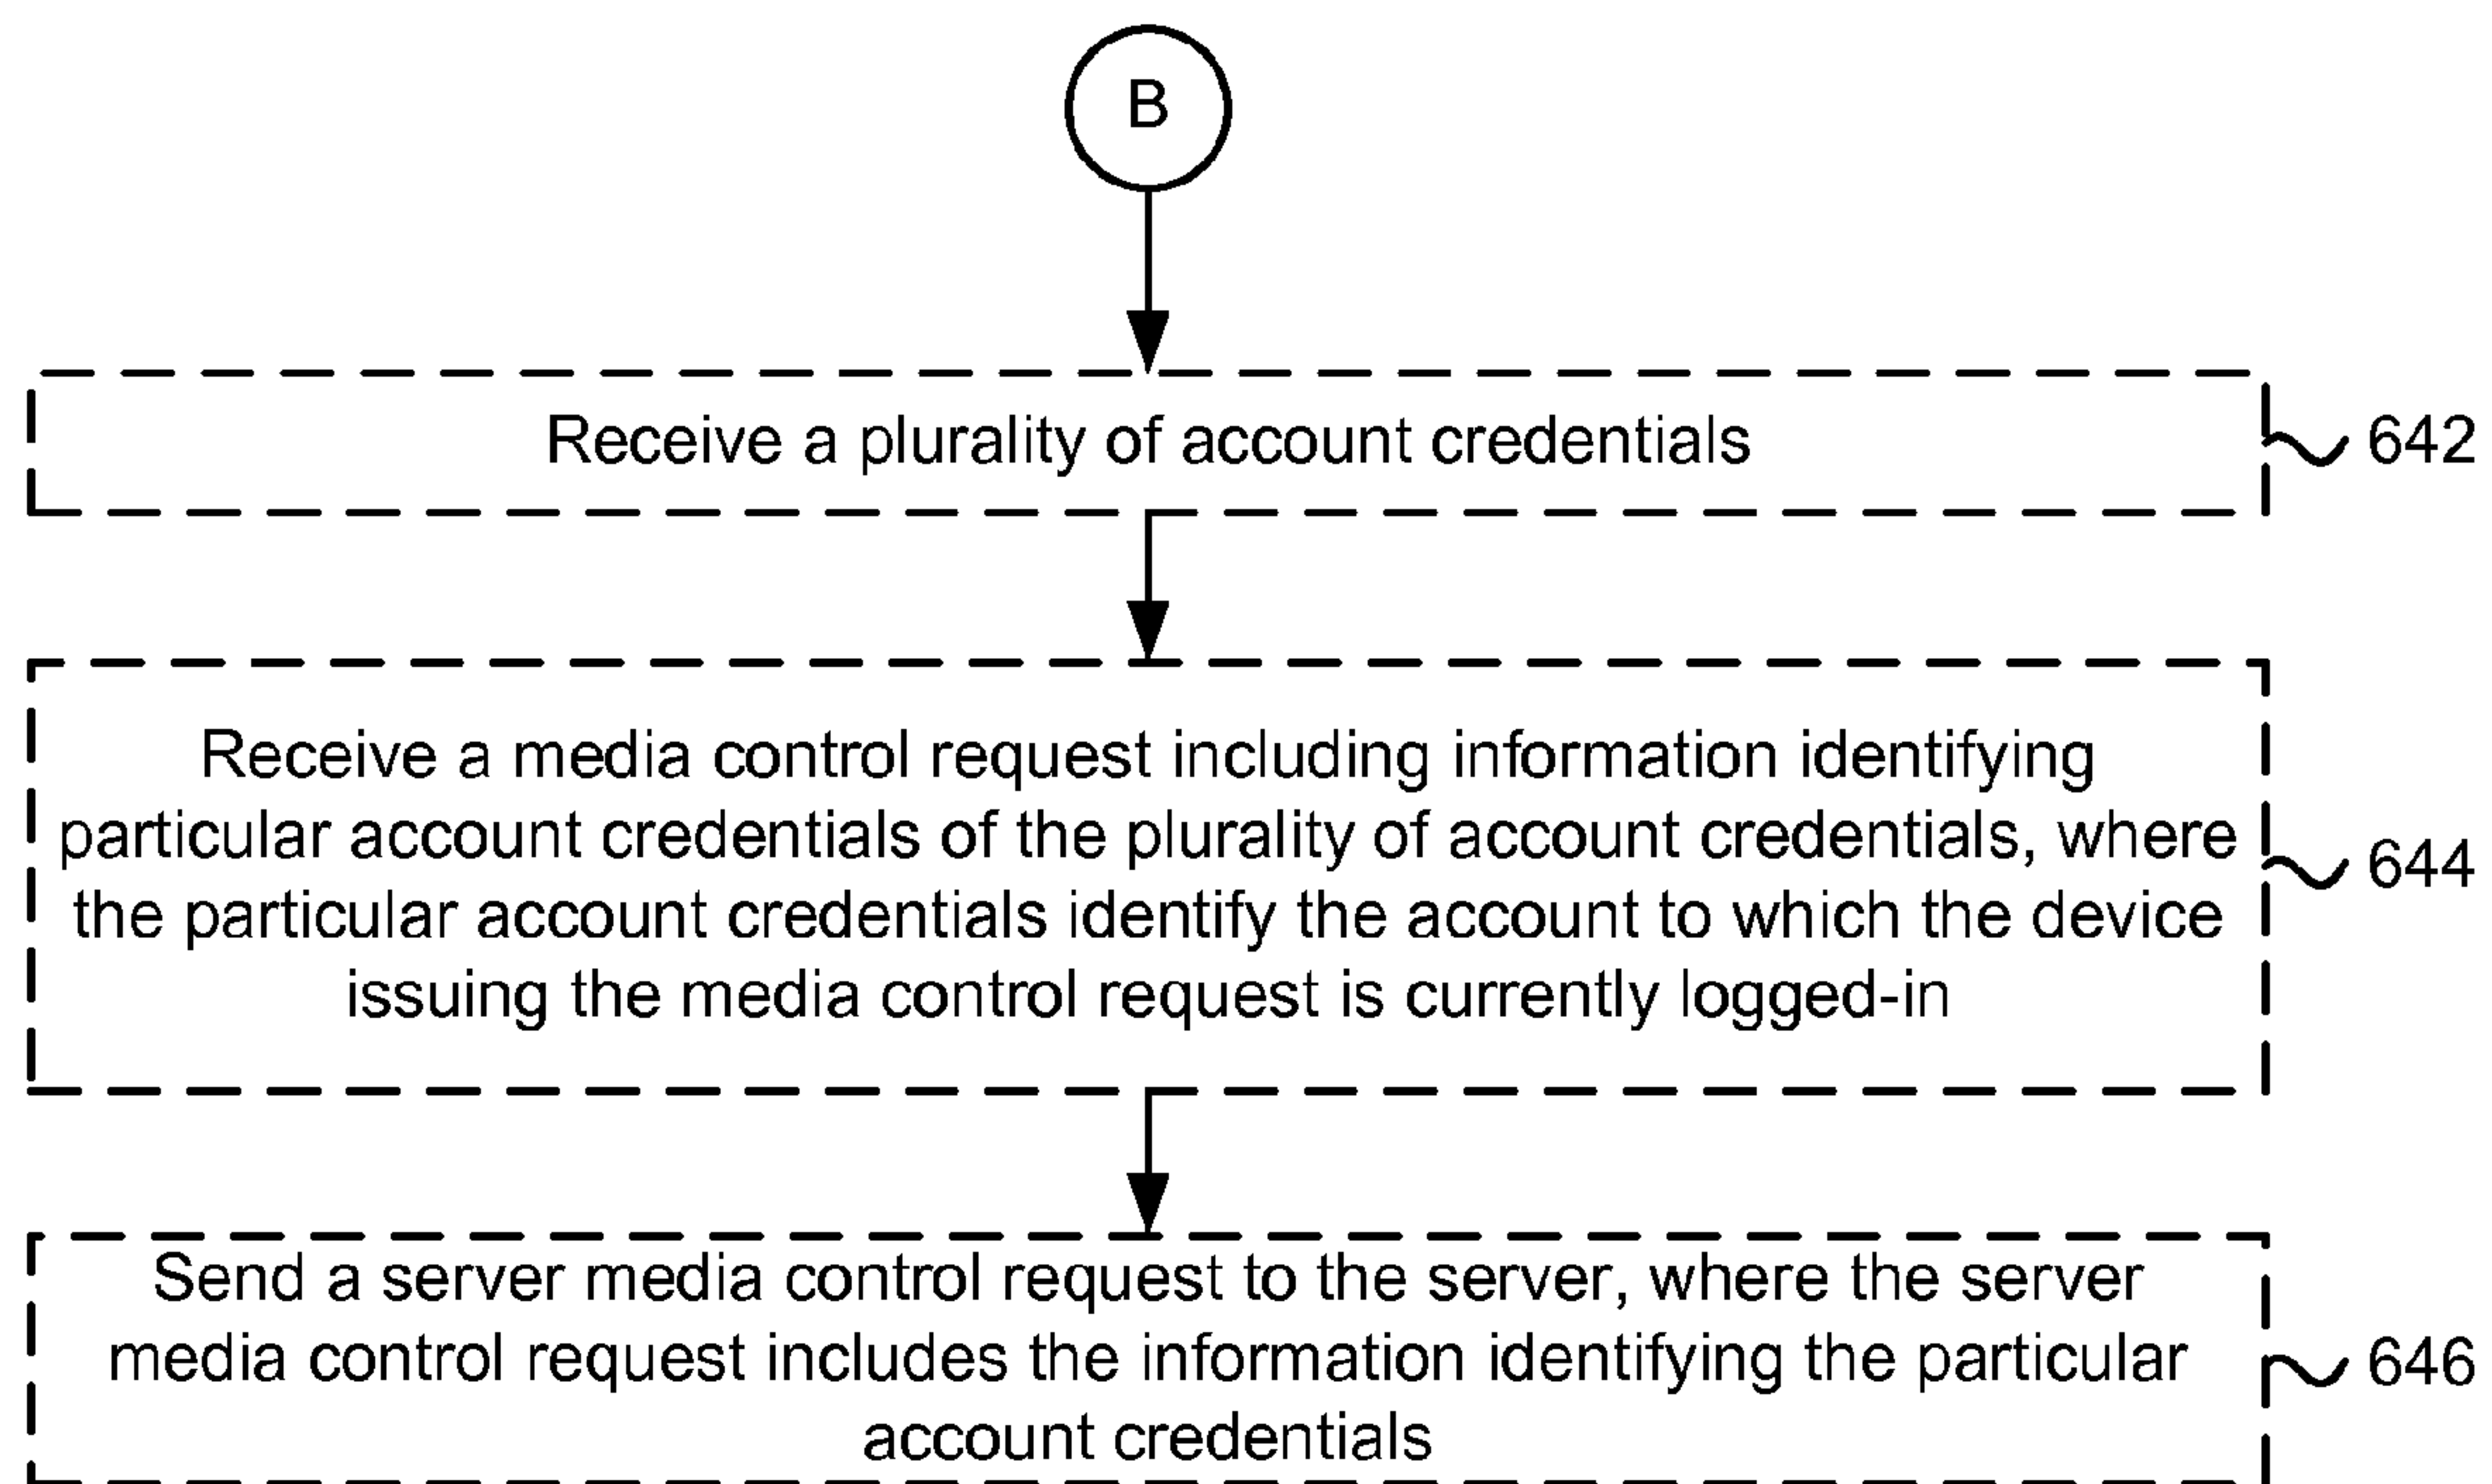 B
Receive a plurality of account credentials
642
Receive a media control request including information identifying
particular account credentials of the plurality of account credentials, where
the particular account credentials identify the account to which the device
issuing the media control request is currently logged-in
644
Send a server media control request to the server, where the server
media control request includes the information identifying the particular
account credentials
646